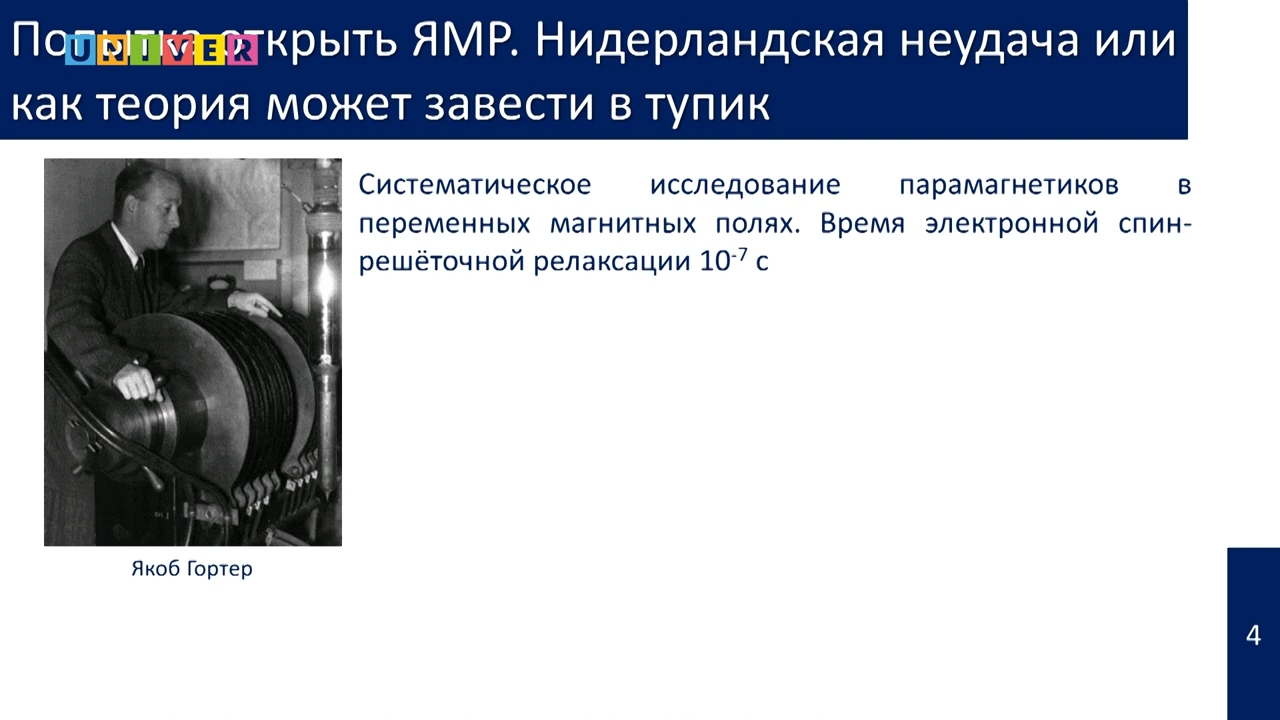 Попытка открыть ЯМР. Нидерландская неудача или
как теория может завести в тупик
UNIVER
Систематическое исследование парамагнетиков в
переменных магнитных полях. Время электронной спин-
решёточной релаксации 10⁻⁷ с
Якоб Гортер
4